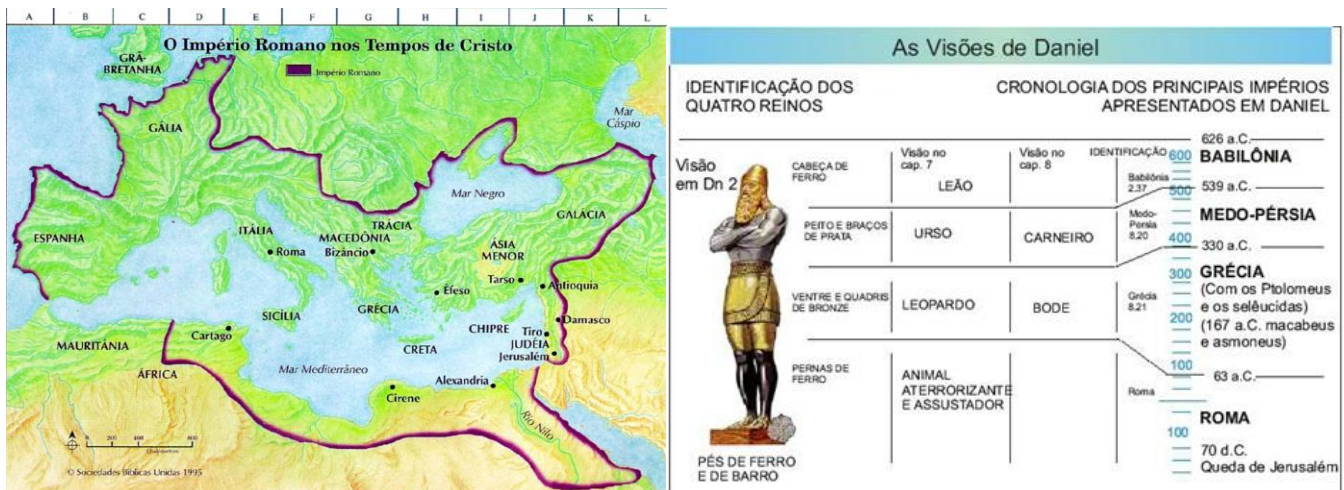 A B C D E F G H I J K L
O Império Romano nos Tempos de Cristo
Império Romano
GRÃ-
BRETANHA
GÁLIA
Mar
Cáspio
Mar Negro
ESPANHA
ITÁLIA
Roma
TRÁCIA
MACEDÔNIA
Bizâncio
GALÁCIA
ÁSIA
MENOR
Tarso
Antioquia
Éfeso
GRÉCIA
SICÍLIA
CHIPRE
Damasco
Tiro
JUDÉIA
Jerusalém
CRETA
Cartago
MAURITÂNIA
ÁFRICA
Mar Mediterrâneo
Alexandria
Cirene
Rio Nilo
0 200 400 800
Quilômetros
© Sociedades Bíblicas Unidas 1995
As Visões de Daniel
IDENTIFICAÇÃO DOS
QUATRO REINOS
CRONOLOGIA DOS PRINCIPAIS IMPÉRIOS
APRESENTADOS EM DANIEL
Visão
em Dn 2
CABEÇA DE
FERRO
Visão no
cap. 7
LEÃO
Visão no
cap. 8
IDENTIFICAÇÃO
Babilônia
2.37
626 a.C.
600 BABILÔNIA
500
539 a.C.
PEITO E BRAÇOS
DE PRATA
URSO
CARNEIRO
Medo-
Persia
8,20
MEDO-PÉRSIA
400
330 a.C.
VENTRE E QUADRIS
DE BRONZE
LEOPARDO
BODE
Grécia
8,21
300
GRÉCIA
(Com os Ptolomeus
e os selêucidas)
200
(167 a.C. macabeus
e asmoneus)
100
63 a.C.
PERNAS DE
FERRO
ANIMAL
ATERRORIZANTE
E ASSUSTADOR
Roma
ROMA
100
70 d.C.
Queda de Jerusalém
PÉS DE FERRO
E DE BARRO